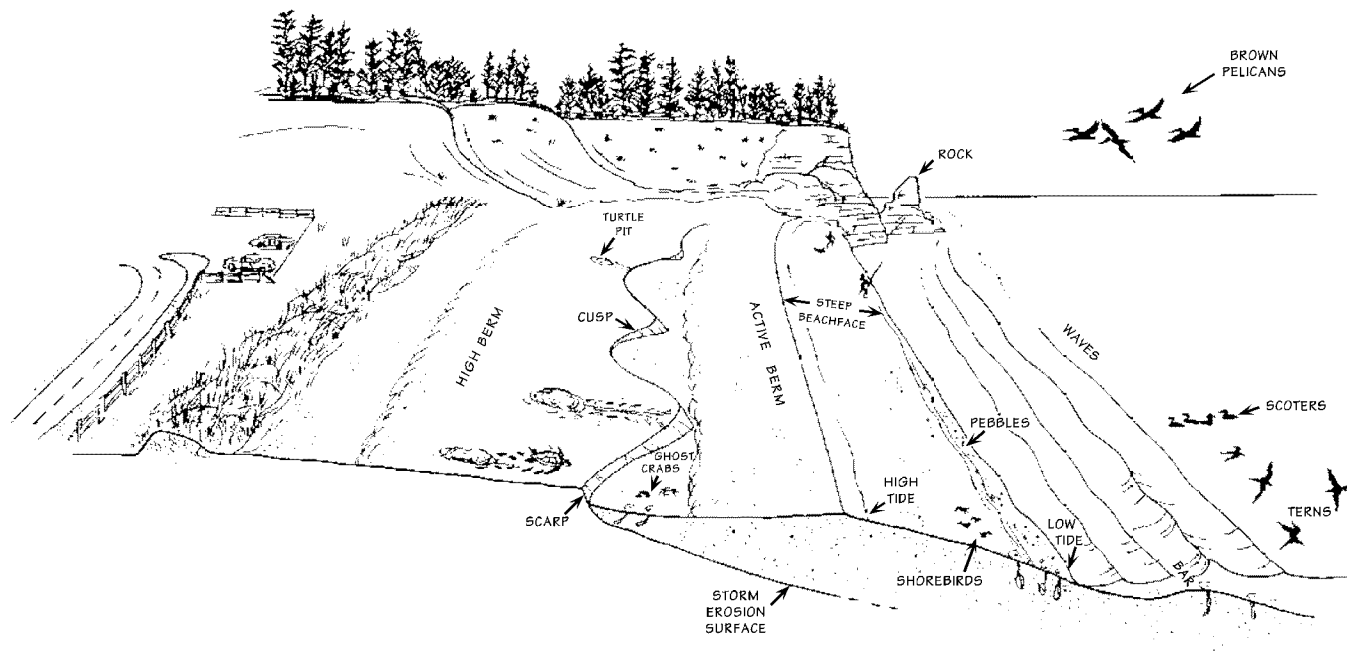 BROWN
PELICANS
ROCK
TURTLE
PIT
CUSP
HIGH BERM
ACTIVE BERM
STEEP
BEACHFACE
WAVES
SCOTERS
PEBBLES
GHOST
CRABS
HIGH
TIDE
SCARP
LOW
TIDE
TERNS
SHOREBIRDS
BAR
STORM
EROSION
SURFACE